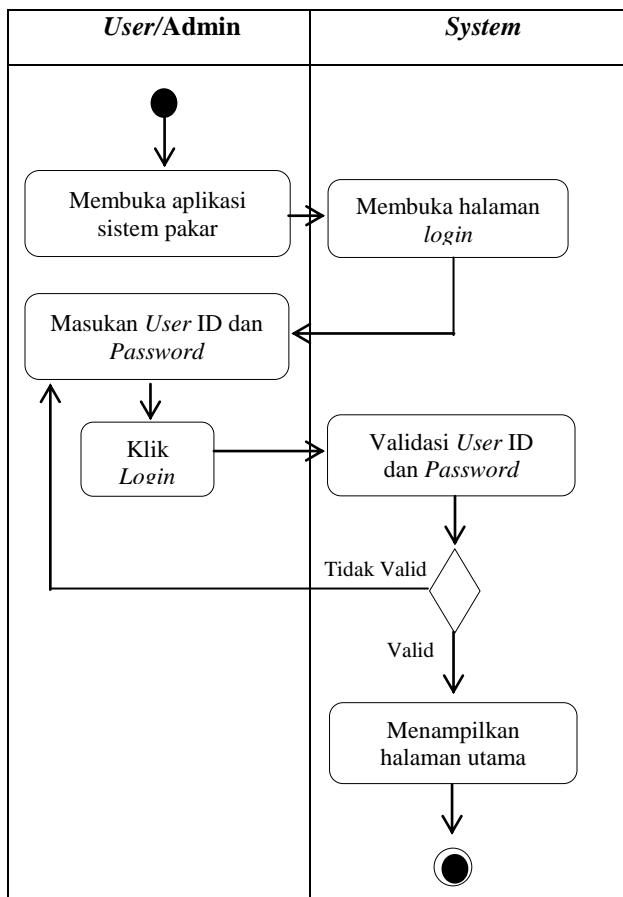 User/Admin
System
Membuka aplikasi
sistem pakar
Membuka halaman
login
Masukan User ID dan
Password
Klik
Login
Validasi User ID
dan Password
Tidak Valid
Valid
Menampilkan
halaman utama